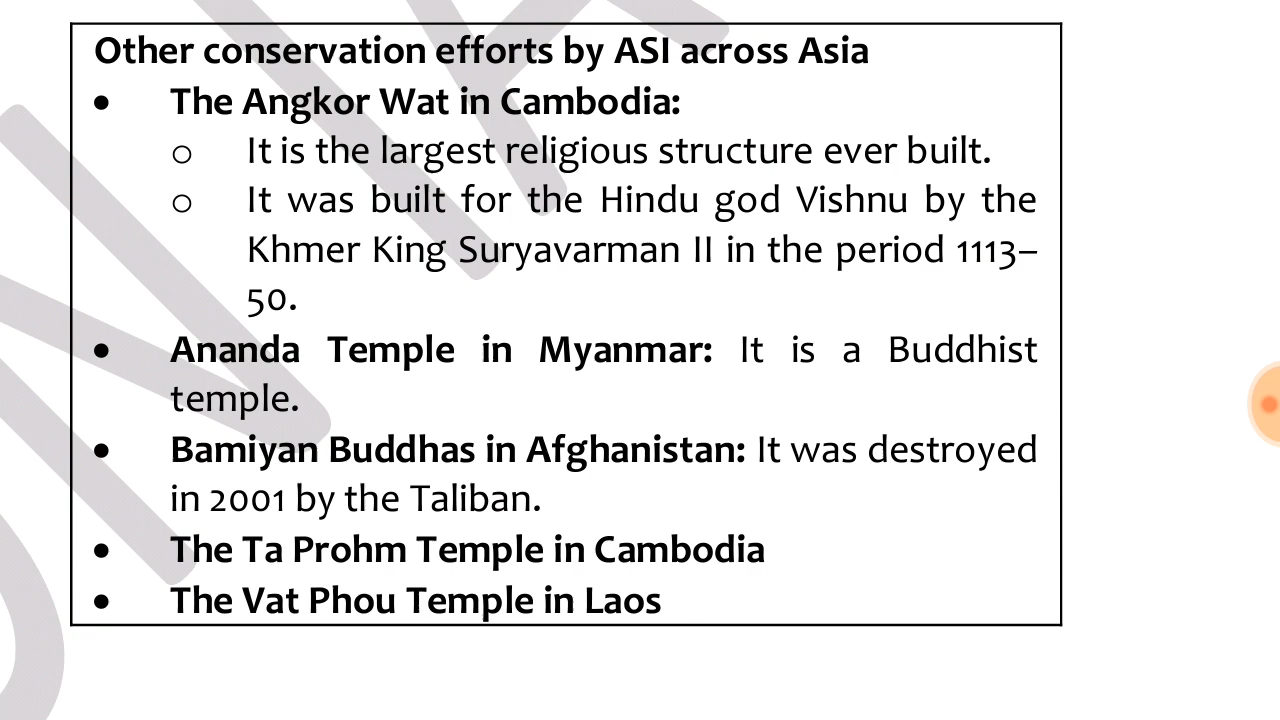 Other conservation efforts by ASI across Asia
• The Angkor Wat in Cambodia:
o It is the largest religious structure ever built.
o It was built for the Hindu god Vishnu by the
Khmer King Suryavarman II in the period 1113–
50.
• Ananda Temple in Myanmar: It is a Buddhist
temple.
• Bamiyan Buddhas in Afghanistan: It was destroyed
in 2001 by the Taliban.
• The Ta Prohm Temple in Cambodia
• The Vat Phou Temple in Laos